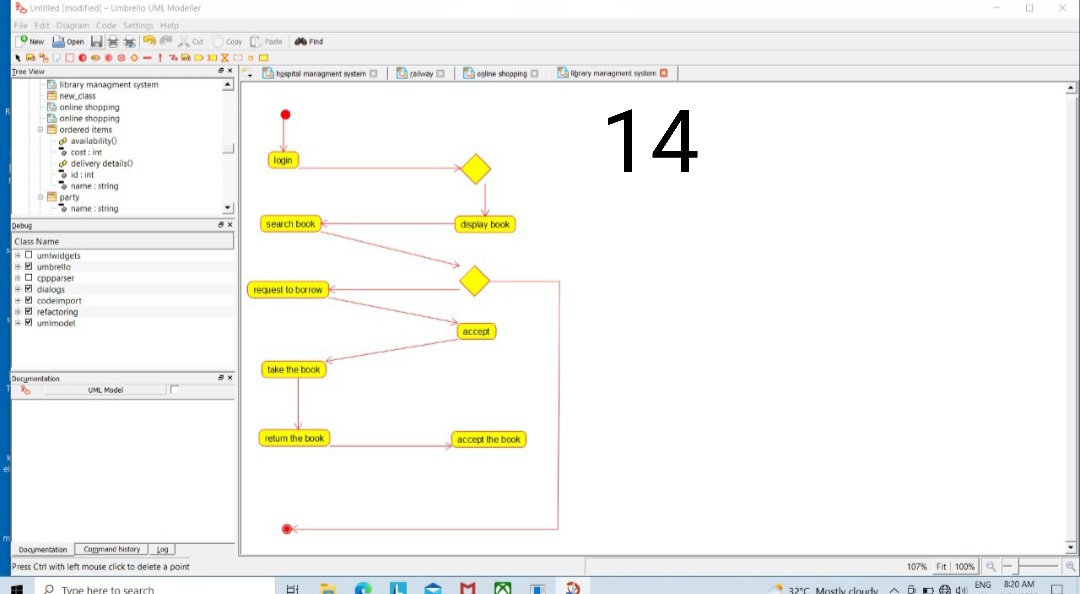 Untitled [modified] – Umbrello UML Modeller
File Edit Diagram Code Settings Help
New Open Cut Copy Paste Find
Tree View
hospital managment system railway online shopping library managment system
library managment system
new_class
online shopping
online shopping
ordered items
availability()
cost : int
delivery details()
id : int
name : string
party
name : string
Debug
Class Name
umlwidgets
umbrello
cppparser
dialogs
codeimport
refactoring
umlmodel
Documentation
UML Model
Documentation Command history Log
14
login
search book
display book
request to borrow
accept
take the book
return the book
accept the book
Press Ctrl with left mouse click to delete a point
107% Fit 100%
Type here to search
32°C Mostly cloudy
ENG
8:20 AM